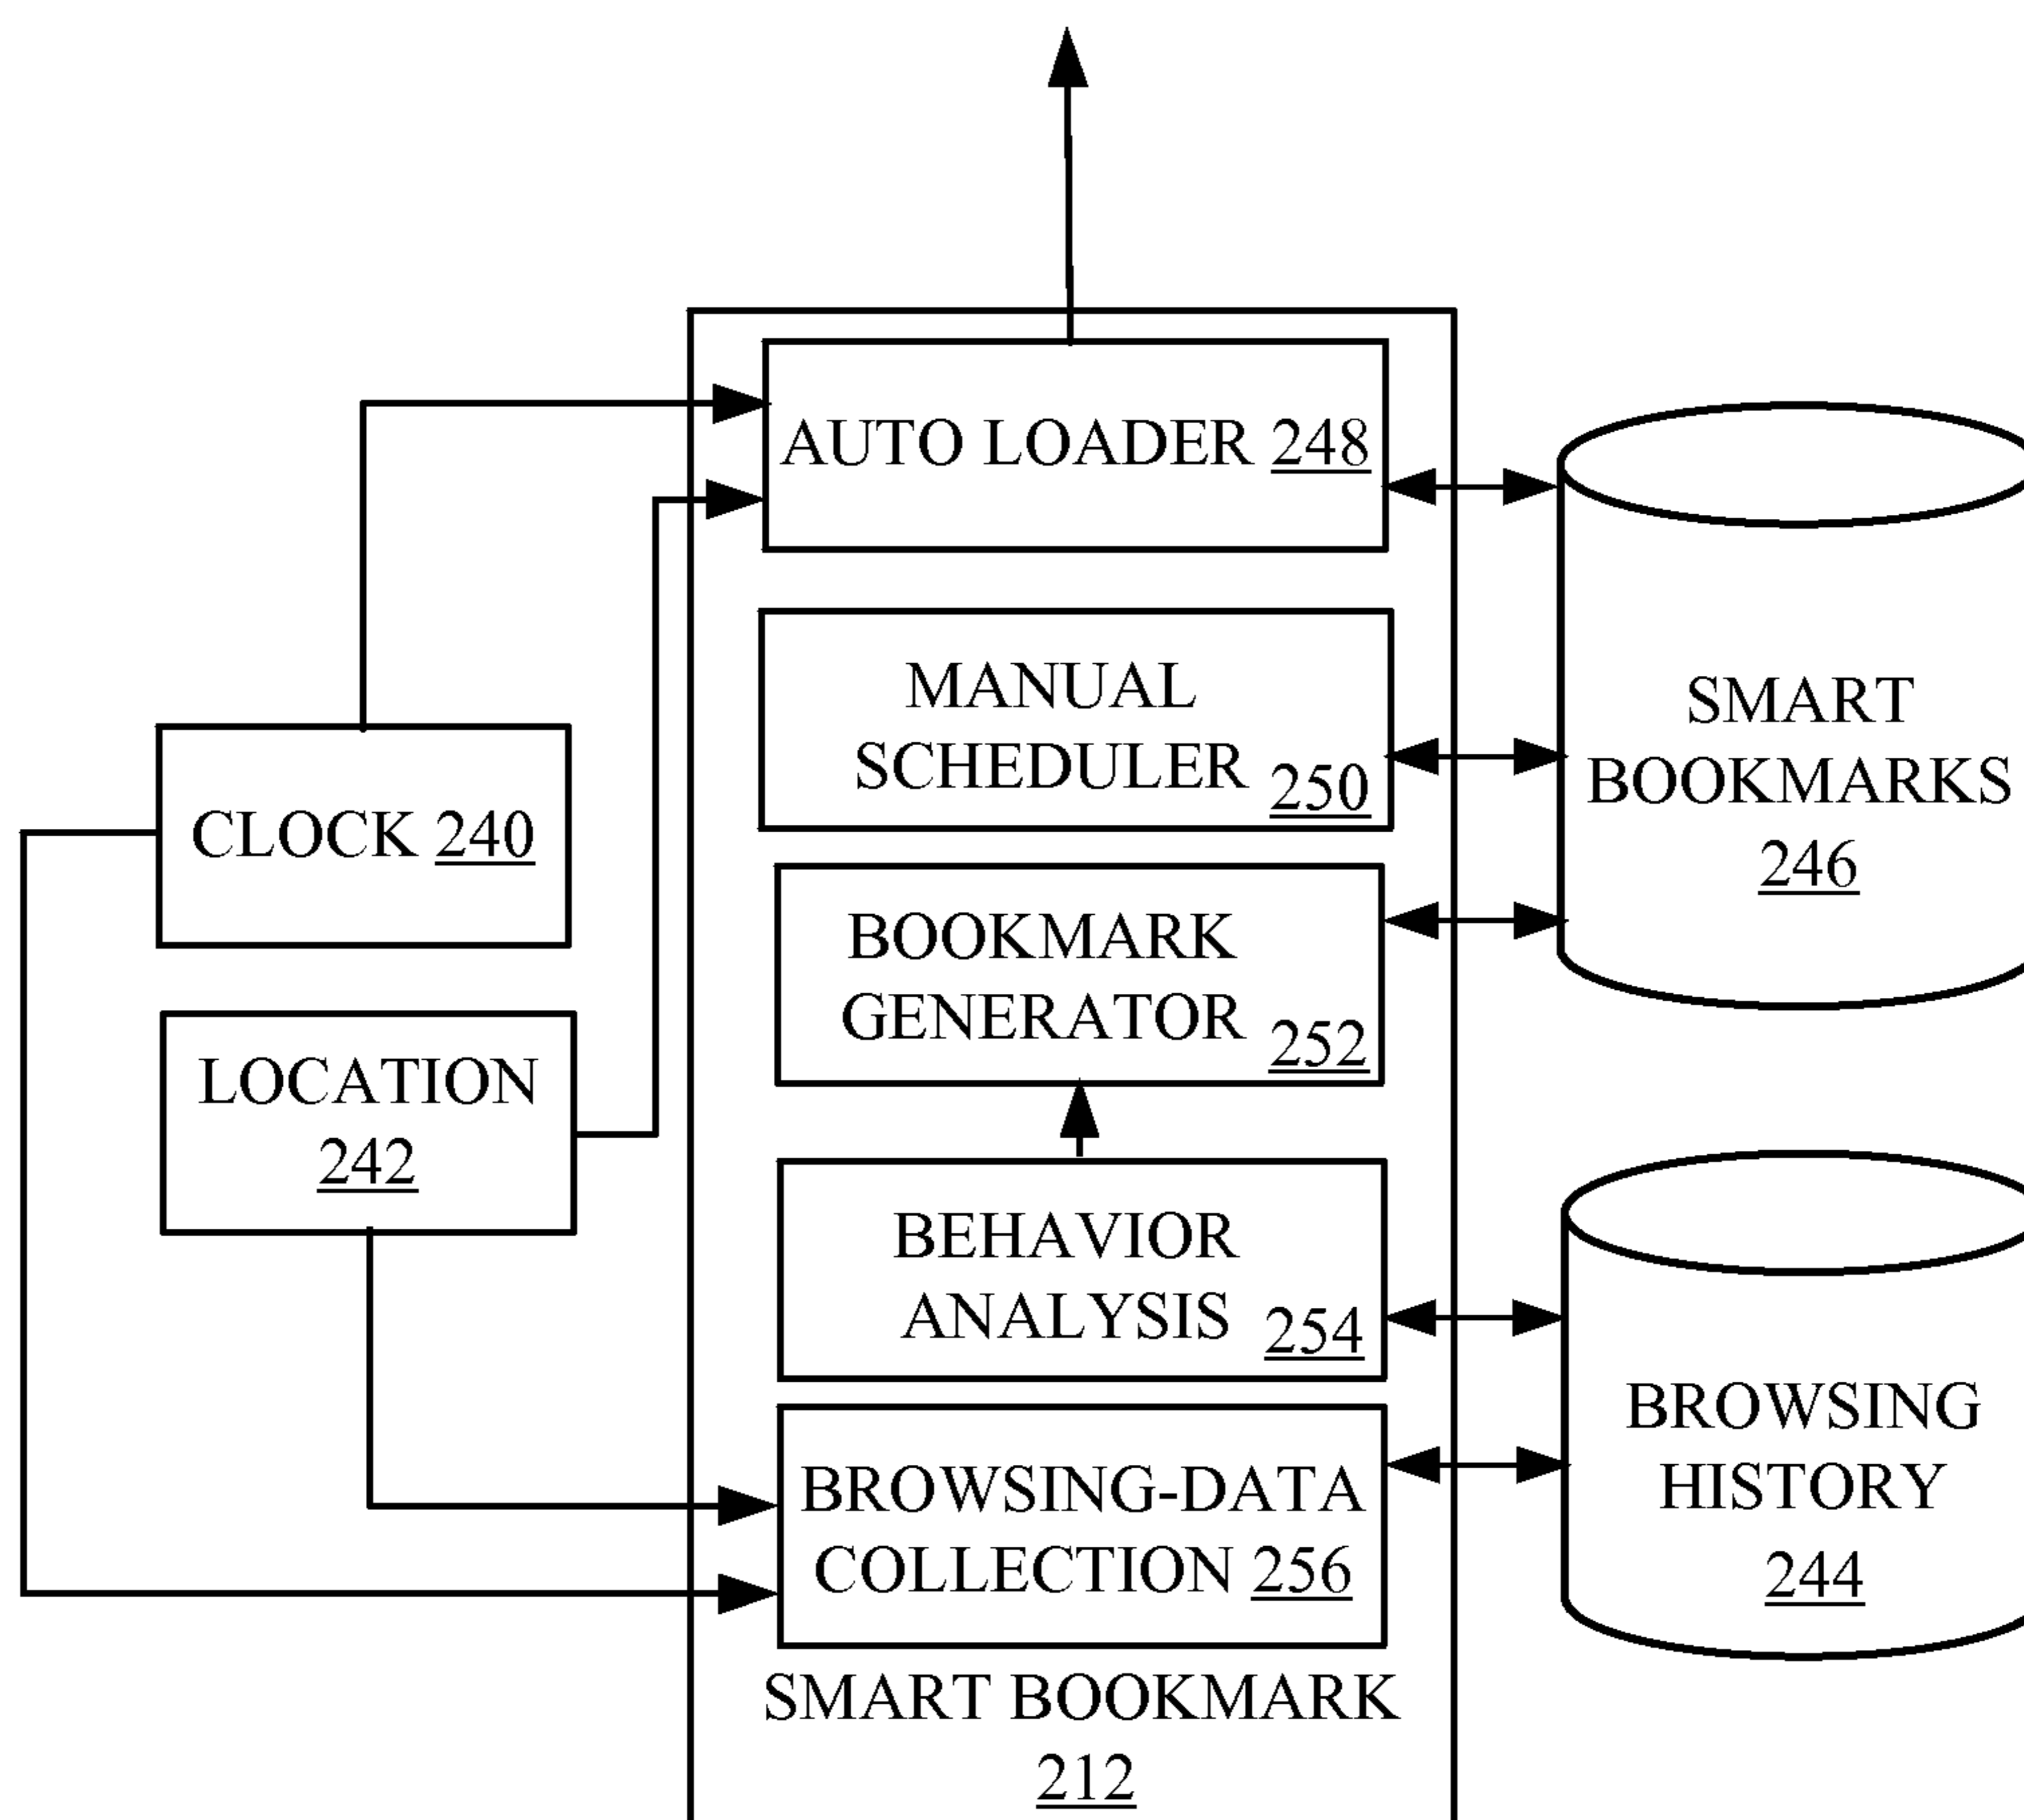 AUTO LOADER 248
MANUAL
SCHEDULER 250
CLOCK 240
BOOKMARK
GENERATOR 252
LOCATION
242
BEHAVIOR
ANALYSIS 254
BROWSING-DATA
COLLECTION 256
SMART BOOKMARK
212
SMART
BOOKMARKS
246
BROWSING
HISTORY
244